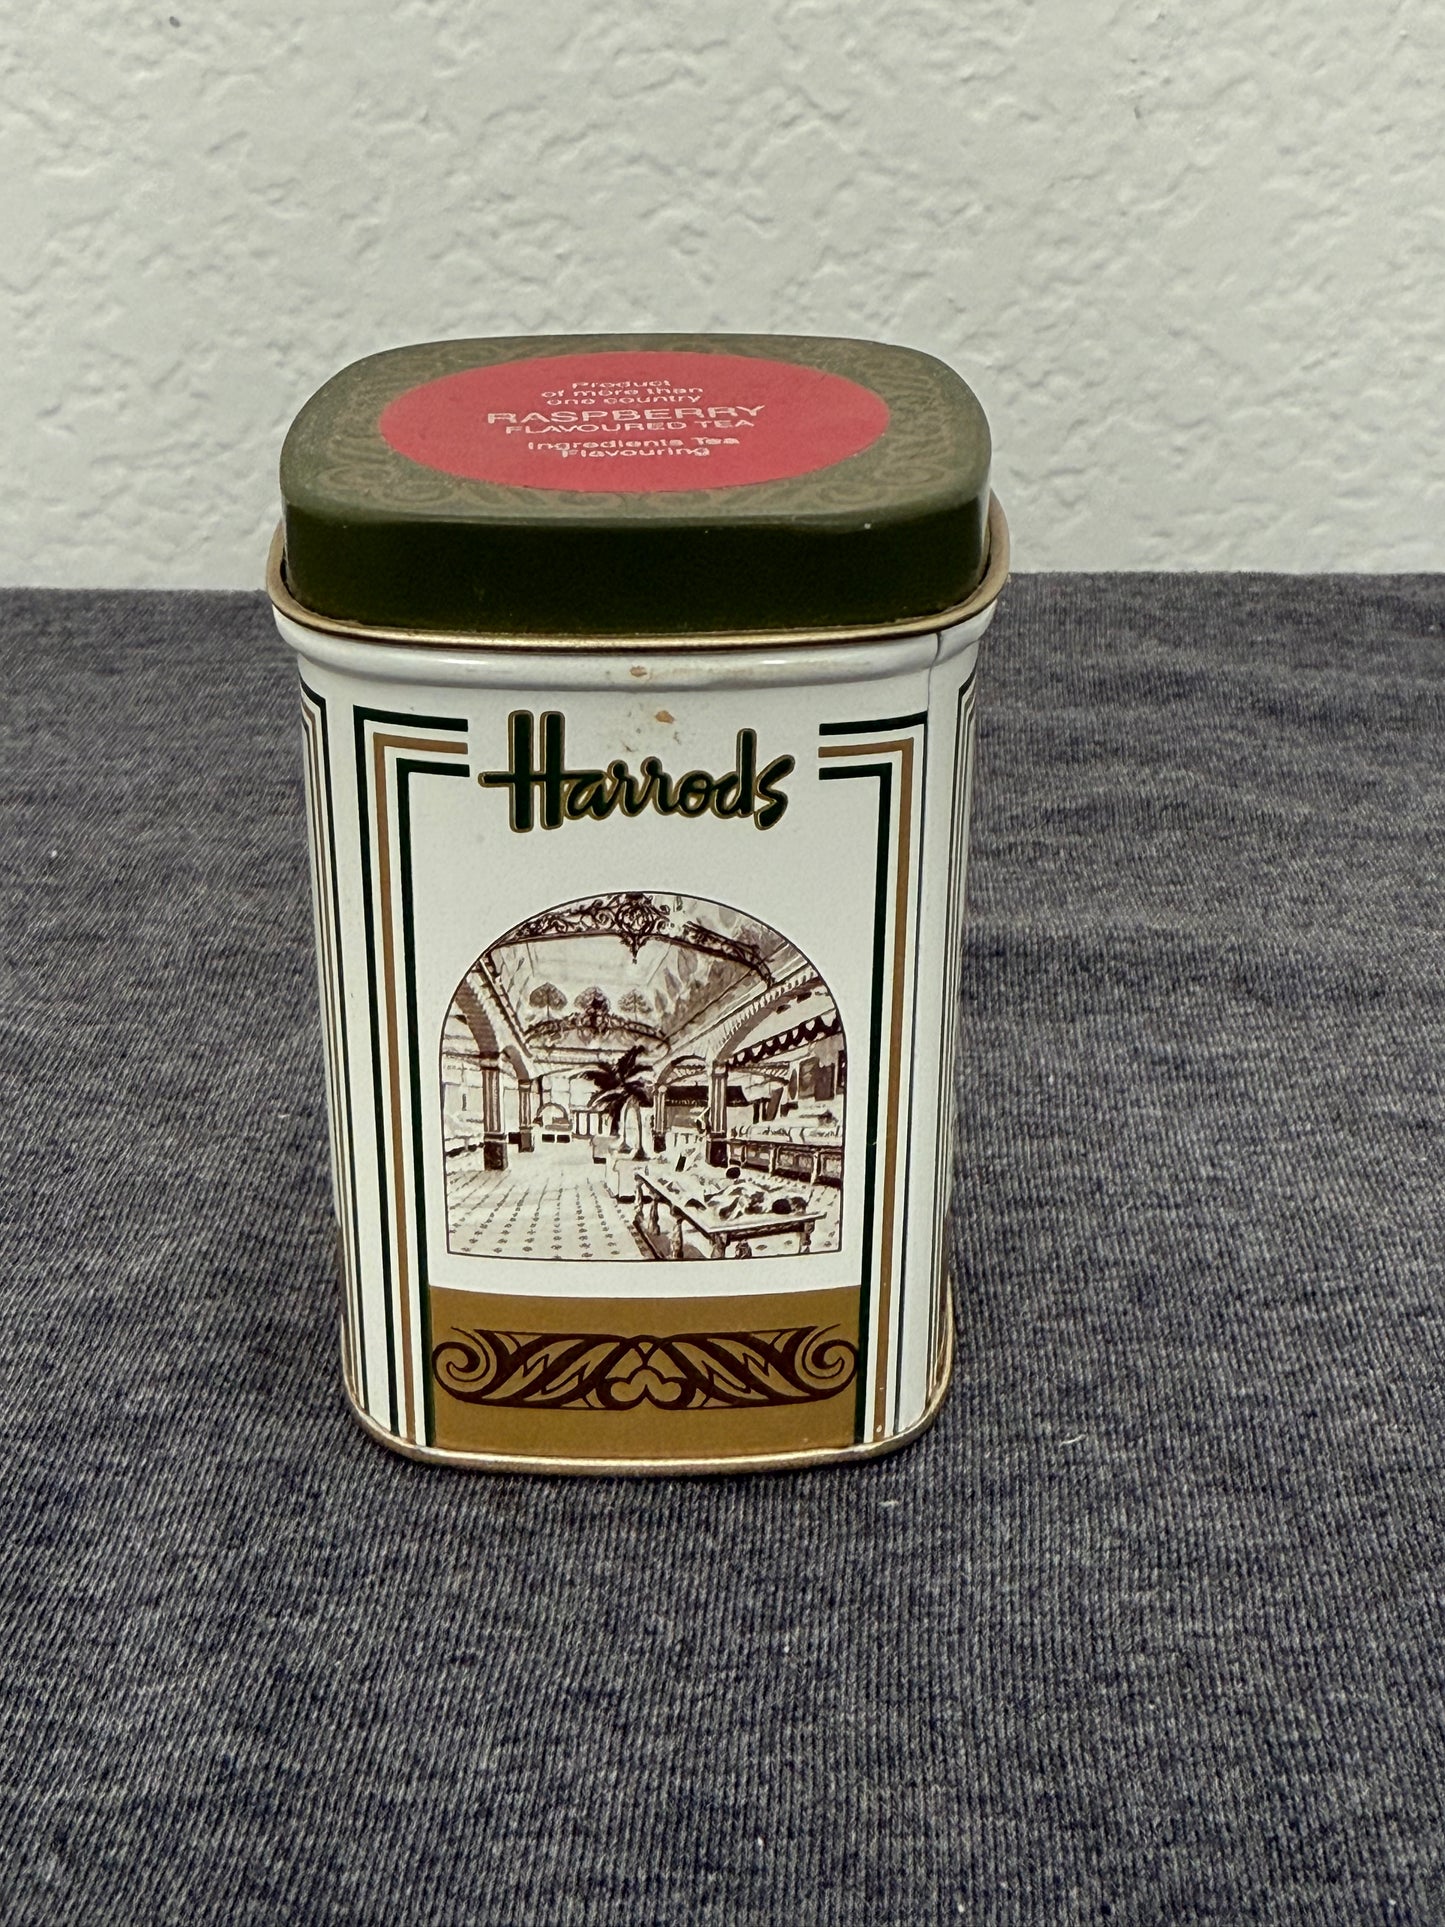 Product
of more than
one country
RASPBERRY
FLAVOURED TEA
Ingredients Tea
Flavouring
Harrods